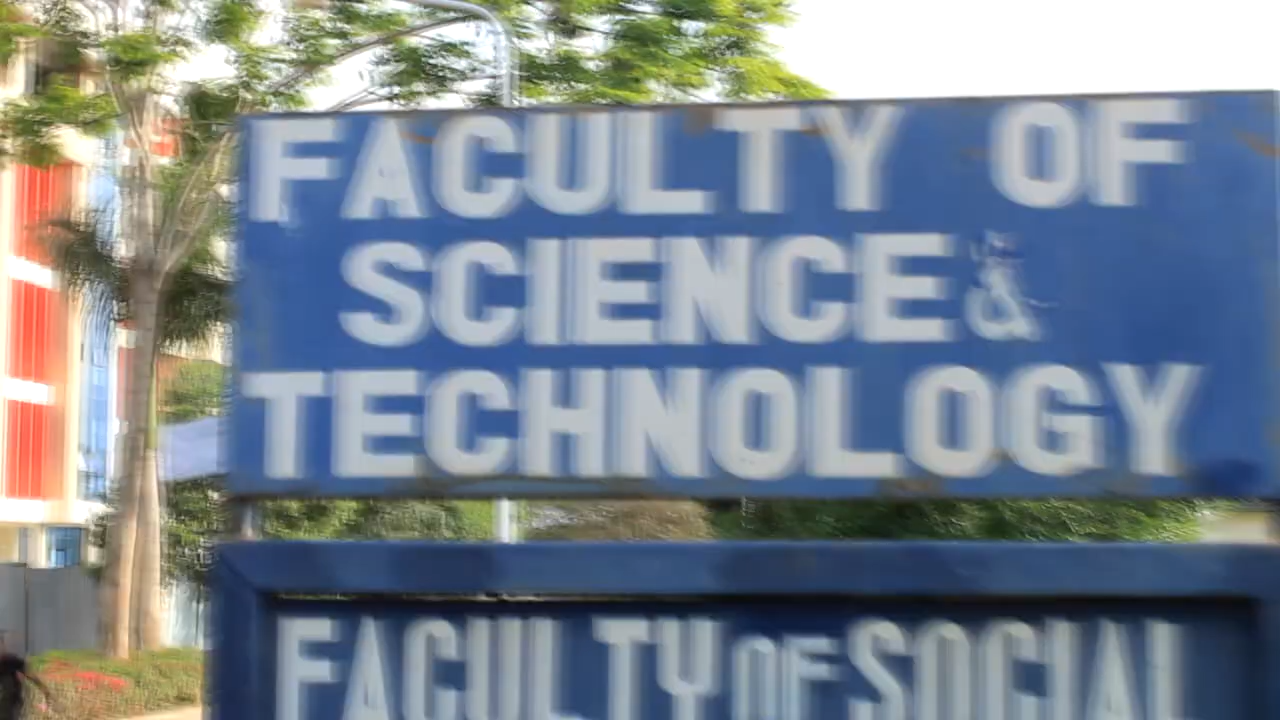 FACULTY OF
SCIENCE &
TECHNOLOGY
FACULTY OF SOCIAL